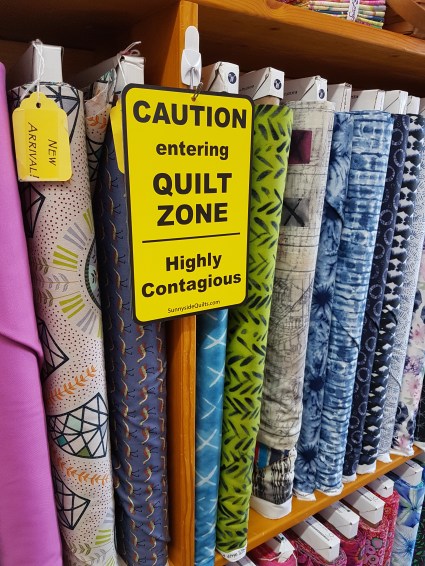 NEW
ARRIVAL!
CAUTION
entering
QUILT
ZONE
Highly
Contagious
SunnysideQuilts.com